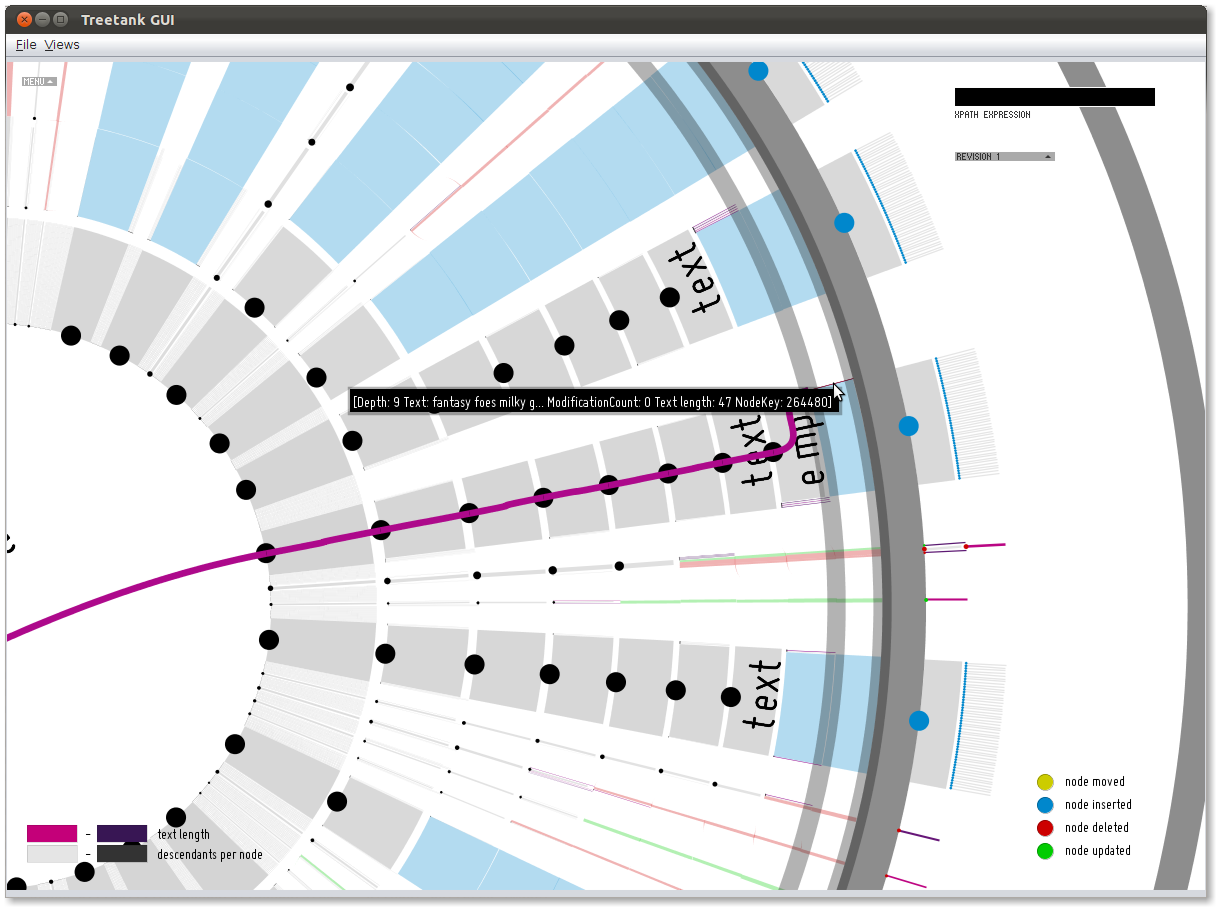 Treetank GUI
File Views
MENU
XPATH EXPRESSION
REVISION 1
text
[Depth: 9 Text: fantasy foes milky g... ModificationCount: 0 Text length: 47 NodeKey: 264480]
text
text
node moved
node inserted
node deleted
node updated
- text length
- descendants per node